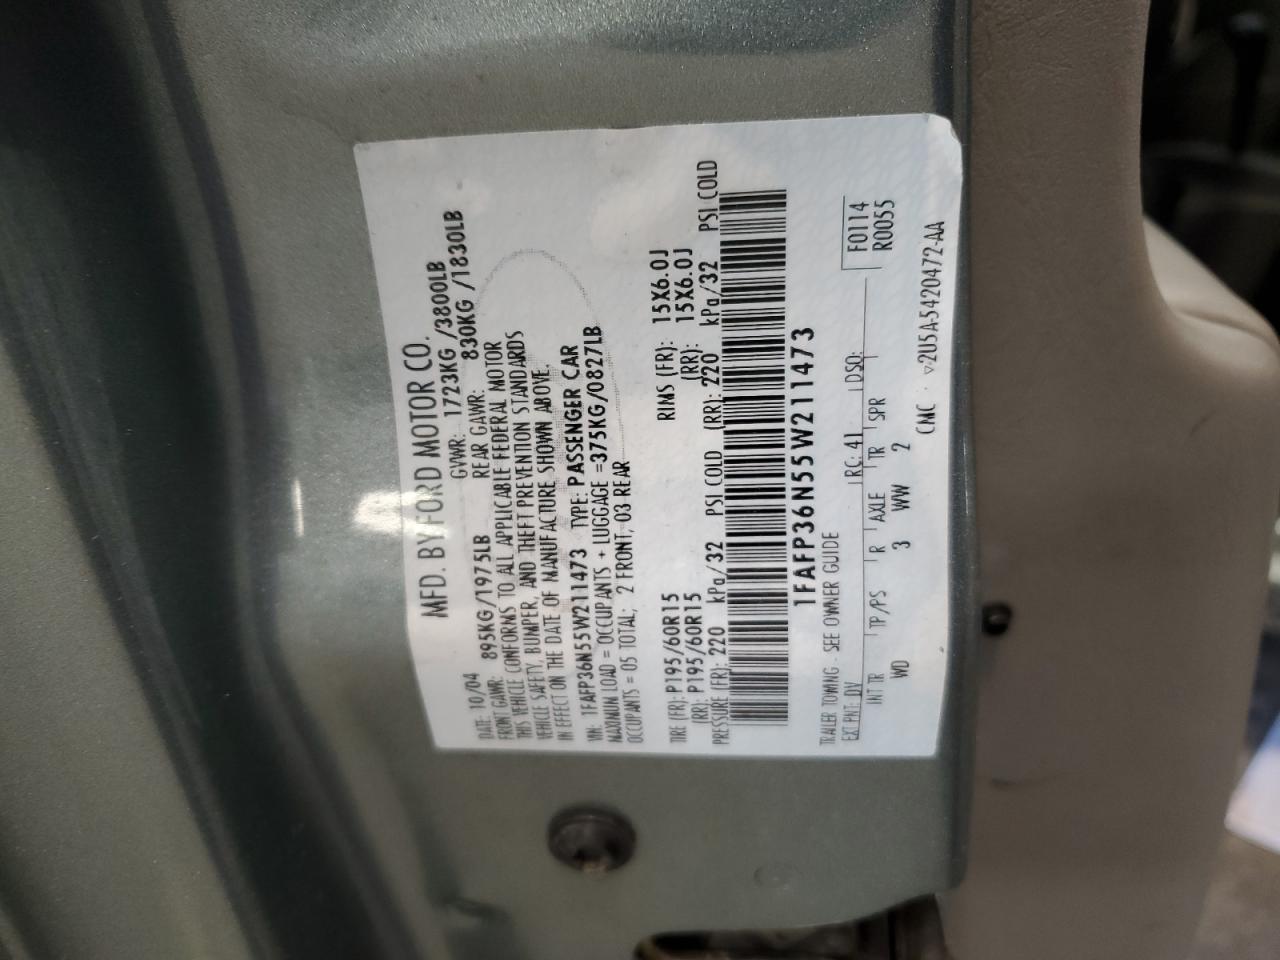 MFD. BY FORD MOTOR CO.
DATE: 10/04 GVWR: 1723KG /3800LB
FRONT GAWR: 895KG/1975LB REAR GAWR: 830KG /1830LB
THIS VEHICLE CONFORMS TO ALL APPLICABLE FEDERAL MOTOR
VEHICLE SAFETY, BUMPER, AND THEFT PREVENTION STANDARDS
IN EFFECT ON THE DATE OF MANUFACTURE SHOWN ABOVE.
VIN: 1FAFP36N55W211473 TYPE: PASSENGER CAR
MAXIMUM LOAD = OCCUPANTS + LUGGAGE =375KG/0827LB
OCCUPANTS = 05 TOTAL; 2 FRONT, 03 REAR
TIRE (FR): P195/60R15 RIMS (FR): 15X6.0J
(RR): P195/60R15 (RR): 15X6.0J
PRESSURE (FR): 220 kPa/32 PSI COLD (RR): 220 kPa/32 PSI COLD
1FAFP36N55W211473
TRAILER TOWING - SEE OWNER GUIDE
EXT PNT: DV RC: 41 DSO: F0114
INT TR TP/PS R AXLE TR SPR R0055
WD 3 WW 2
CMC ▽2U5A-5420472-AA